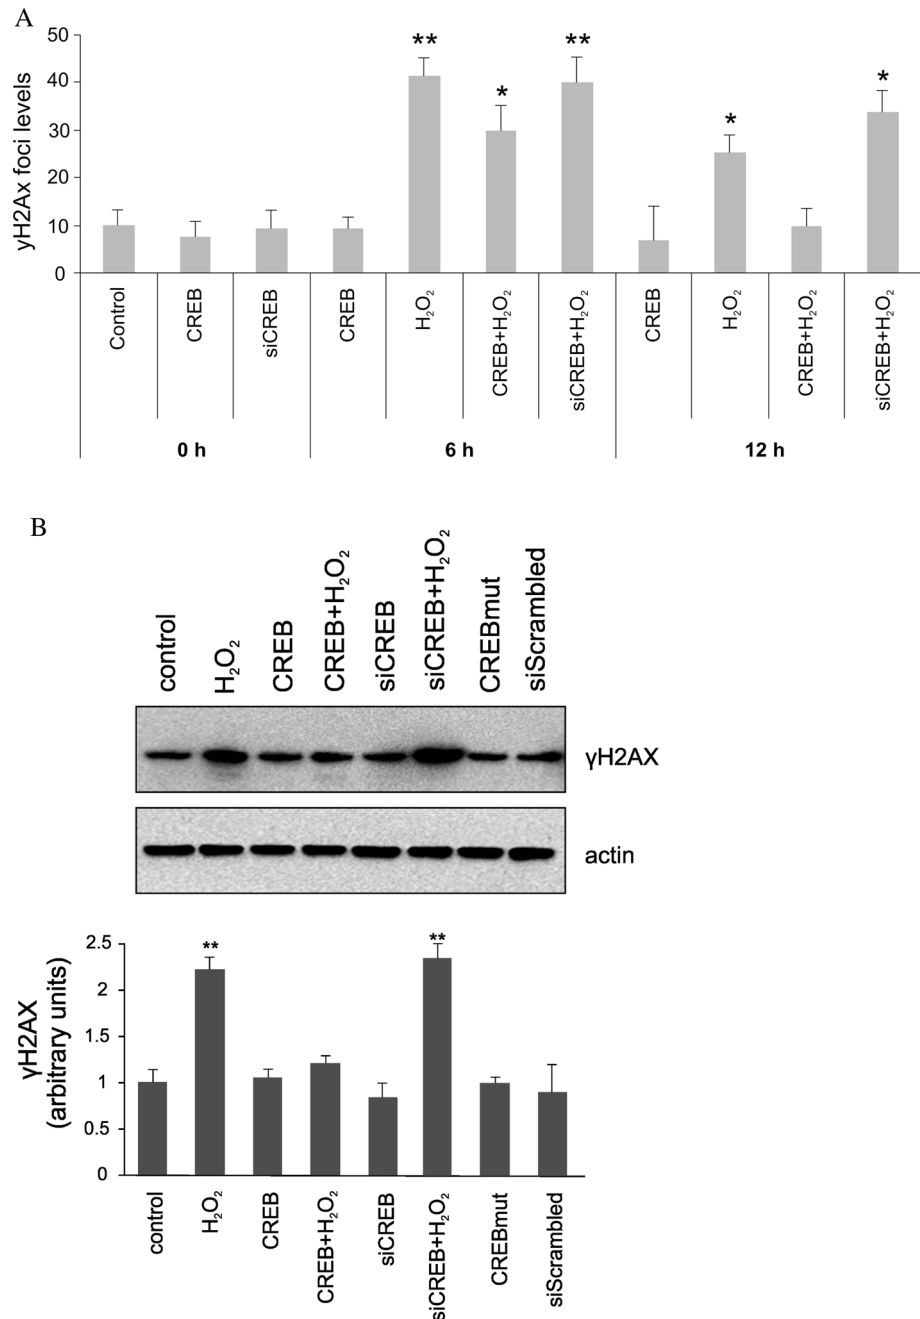 A
50
40
30
20
10
0
yH2Ax foci levels
** * ** * *
Control CREB siCREB CREB H₂O₂ CREB+H₂O₂ siCREB+H₂O₂ CREB H₂O₂ CREB+H₂O₂ siCREB+H₂O₂
0 h 6 h 12 h
B
control H₂O₂ CREB CREB+H₂O₂ siCREB siCREB+H₂O₂ CREBmut siScrambled
γH2AX
actin
γH2AX
(arbitrary units)
2.5
2
1.5
1
0.5
0
** **
control H₂O₂ CREB CREB+H₂O₂ siCREB siCREB+H₂O₂ CREBmut siScrambled